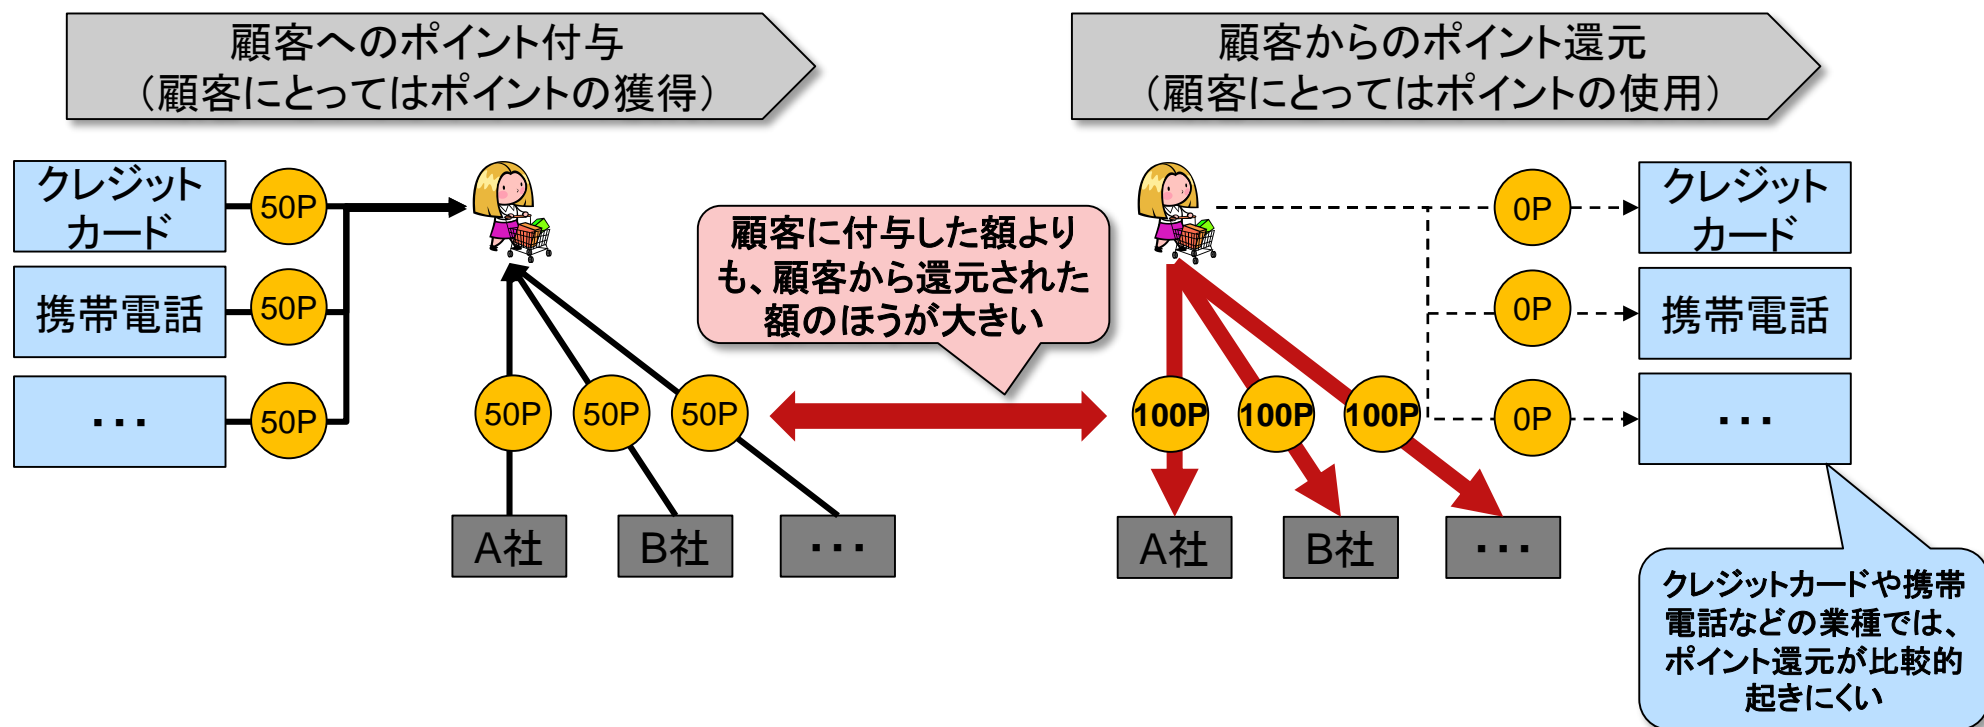 顧客へのポイント付与
（顧客にとってはポイントの獲得）
顧客からのポイント還元
（顧客にとってはポイントの使用）
クレジット
カード
50P
携帯電話
50P
・・・
50P
50P
50P
50P
A社
B社
・・・
顧客に付与した額より
も、顧客から還元された
額のほうが大きい
0P
クレジット
カード
0P
携帯電話
0P
・・・
100P
100P
100P
A社
B社
・・・
クレジットカードや携帯
電話などの業種では、
ポイント還元が比較的
起きにくい